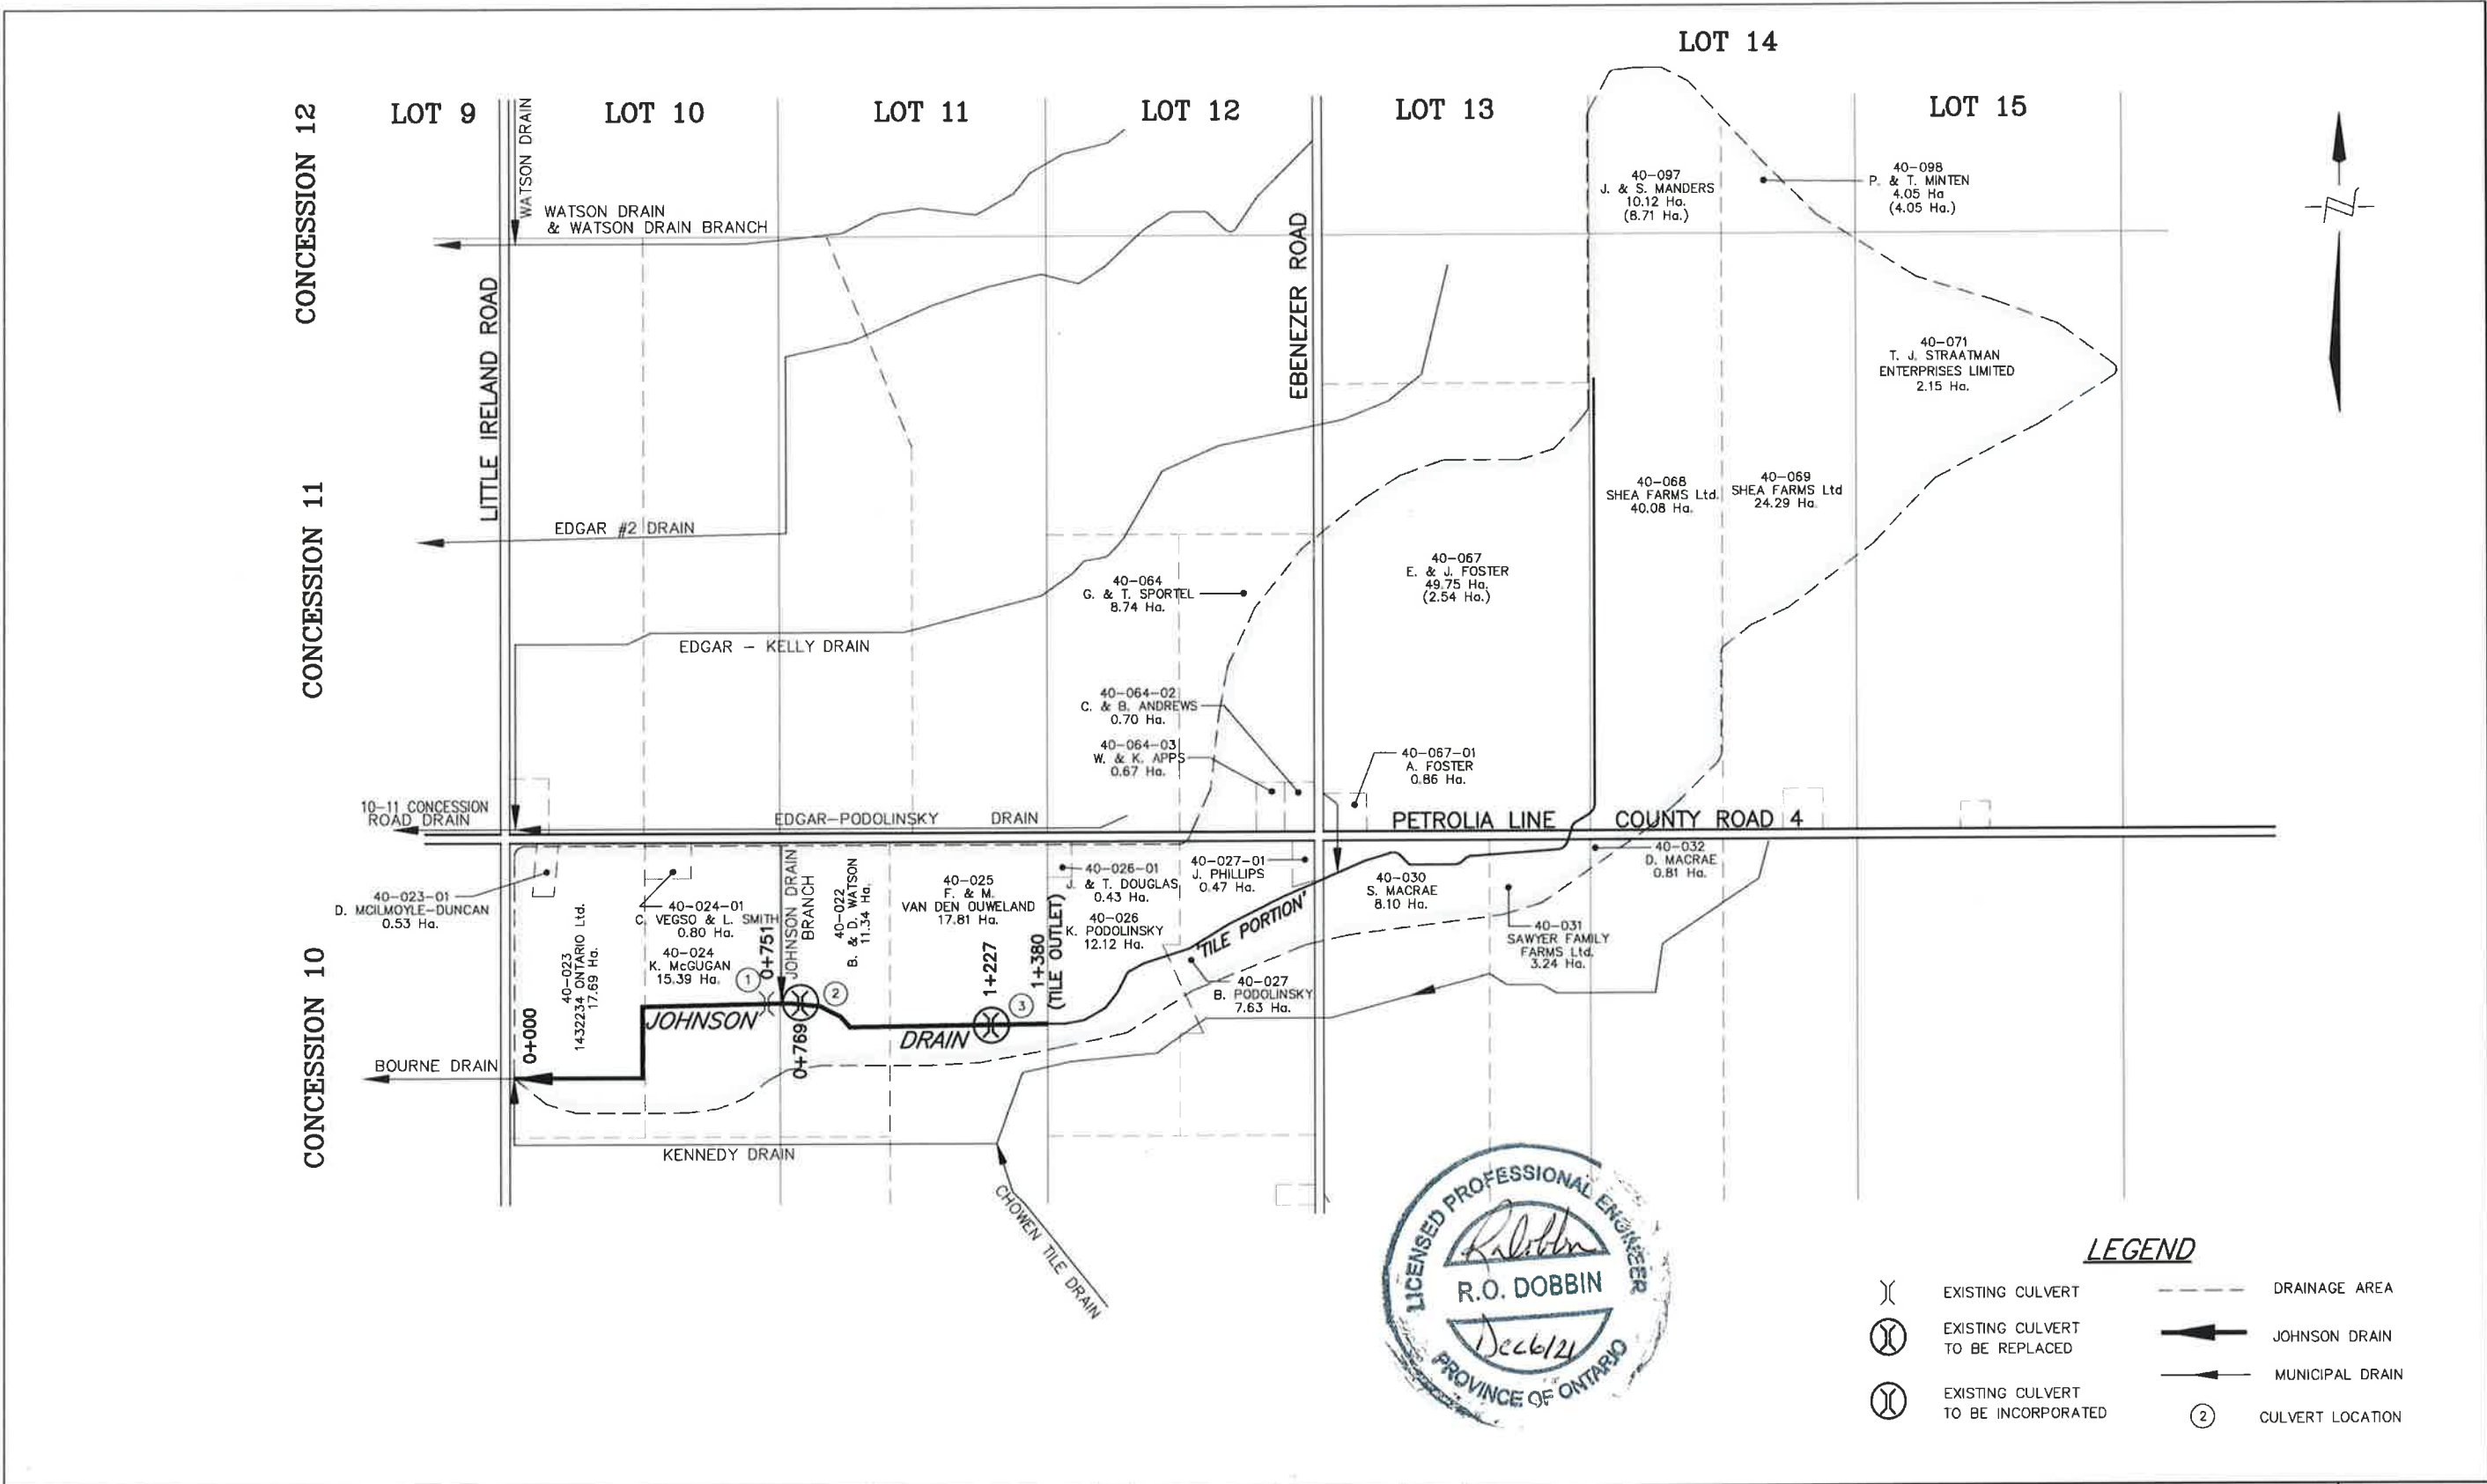 LOT 14
LOT 9
LOT 10
LOT 11
LOT 12
LOT 13
LOT 15
CONCESSION 12
CONCESSION 11
CONCESSION 10
WATSON DRAIN
WATSON DRAIN
& WATSON DRAIN BRANCH
LITTLE IRELAND ROAD
EBENEZER ROAD
40-097
J. & S. MANDERS
10.12 Ha.
(8.71 Ha.)
40-098
P. & T. MINTEN
4.05 Ha
(4.05 Ha.)
40-071
T. J. STRAATMAN
ENTERPRISES LIMITED
2.15 Ha.
40-068
SHEA FARMS Ltd.
40.08 Ha.
40-069
SHEA FARMS Ltd
24.29 Ha.
EDGAR #2 DRAIN
40-064
G. & T. SPORTEL
8.74 Ha.
40-067
E. & J. FOSTER
49.75 Ha.
(2.54 Ha.)
EDGAR - KELLY DRAIN
40-064-02
C. & B. ANDREWS
0.70 Ha.
40-064-03
W. & K. APPS
0.67 Ha.
40-067-01
A. FOSTER
0.86 Ha.
10-11 CONCESSION
ROAD DRAIN
EDGAR-PODOLINSKY DRAIN
PETROLIA LINE COUNTY ROAD 4
40-023-01
D. MCILMOYLE-DUNCAN
0.53 Ha.
40-023
1432234 ONTARIO Ltd.
17.69 Ha.
40-024-01
C. VEGSO & L. SMITH
0.80 Ha.
40-024
K. McGUGAN
15.39 Ha.
JOHNSON DRAIN
BRANCH
40-022
B. & D. WATSON
11.34 Ha.
40-025
F. & M.
VAN DEN OUWELAND
17.81 Ha.
40-026-01
J. & T. DOUGLAS
0.43 Ha.
40-026
K. PODOLINSKY
12.12 Ha.
40-027-01
J. PHILLIPS
0.47 Ha.
40-030
S. MACRAE
8.10 Ha.
40-032
D. MACRAE
0.81 Ha.
40-031
SAWYER FAMILY
FARMS Ltd.
3.24 Ha.
40-027
B. PODOLINSKY
7.63 Ha.
'TILE PORTION'
0+000
0+751
0+769
1+227
1+380
(TILE OUTLET)
1
2
3
JOHNSON
DRAIN
BOURNE DRAIN
KENNEDY DRAIN
CHOWEN TILE DRAIN
LICENSED PROFESSIONAL ENGINEER
R.O. DOBBIN
Dec 6/21
PROVINCE OF ONTARIO
LEGEND
EXISTING CULVERT
EXISTING CULVERT
TO BE REPLACED
EXISTING CULVERT
TO BE INCORPORATED
DRAINAGE AREA
JOHNSON DRAIN
MUNICIPAL DRAIN
2
CULVERT LOCATION